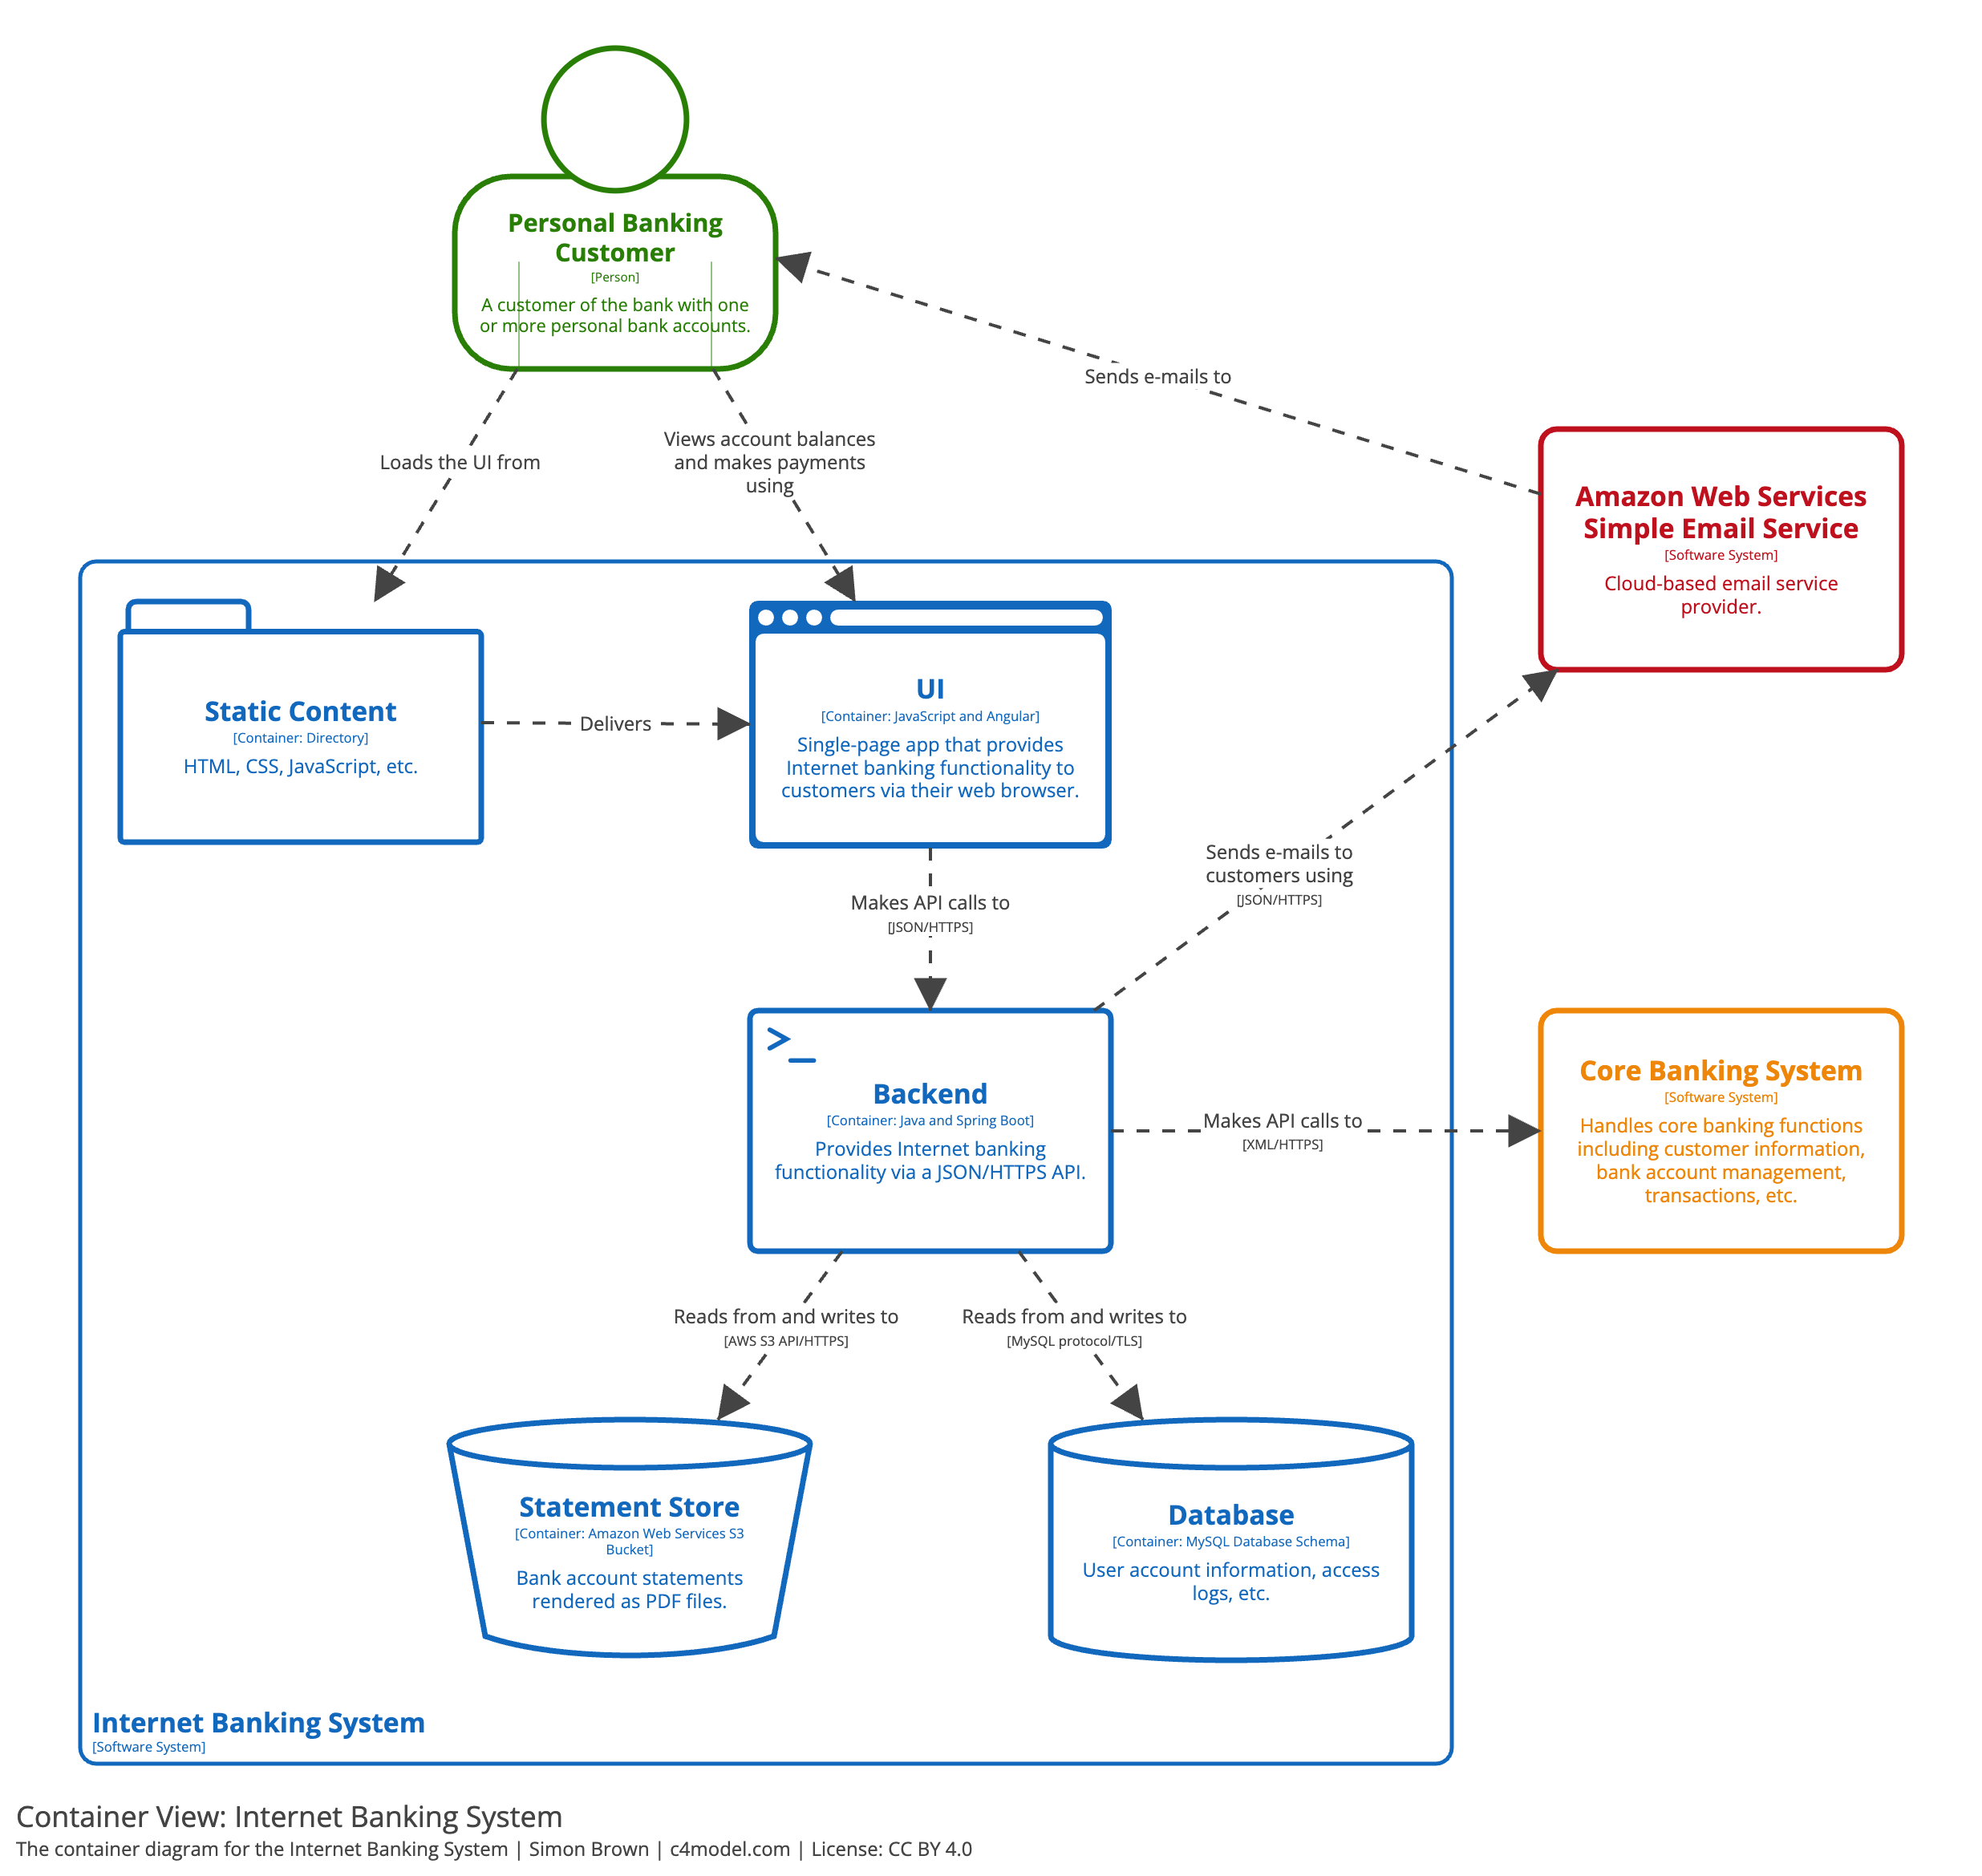 Personal Banking
Customer
[Person]
A customer of the bank with one
or more personal bank accounts.
Sends e-mails to
Loads the UI from
Views account balances
and makes payments
using
Amazon Web Services
Simple Email Service
[Software System]
Cloud-based email service
provider.
Static Content
[Container: Directory]
HTML, CSS, JavaScript, etc.
Delivers
UI
[Container: JavaScript and Angular]
Single-page app that provides
Internet banking functionality to
customers via their web browser.
Makes API calls to
[JSON/HTTPS]
Sends e-mails to
customers using
[JSON/HTTPS]
>_
Backend
[Container: Java and Spring Boot]
Provides Internet banking
functionality via a JSON/HTTPS API.
Makes API calls to
[XML/HTTPS]
Core Banking System
[Software System]
Handles core banking functions
including customer information,
bank account management,
transactions, etc.
Reads from and writes to
[AWS S3 API/HTTPS]
Reads from and writes to
[MySQL protocol/TLS]
Statement Store
[Container: Amazon Web Services S3
Bucket]
Bank account statements
rendered as PDF files.
Database
[Container: MySQL Database Schema]
User account information, access
logs, etc.
Internet Banking System
[Software System]
Container View: Internet Banking System
The container diagram for the Internet Banking System | Simon Brown | c4model.com | License: CC BY 4.0